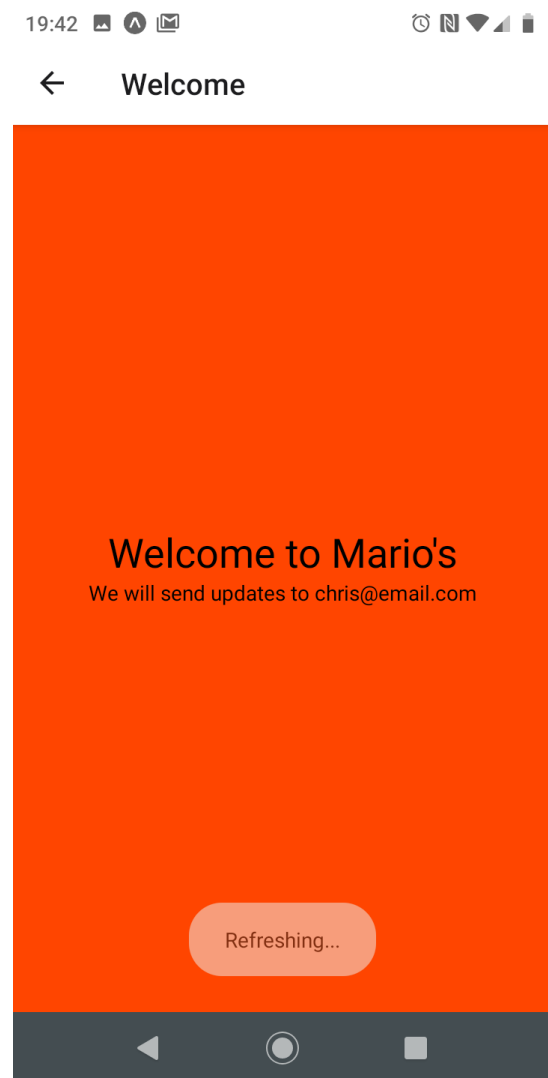 19:42
Welcome
Welcome to Mario's
We will send updates to chris@email.com
Refreshing...